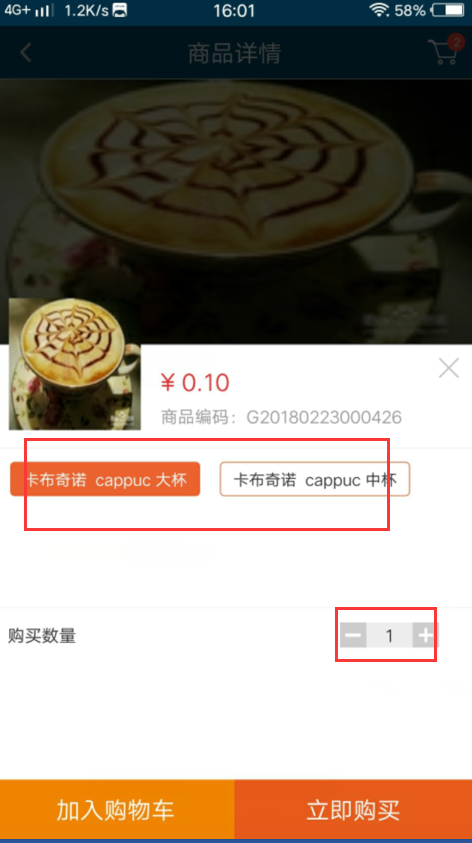 4G+ 1.2K/s 16:01 58%
商品详情 2
¥ 0.10
商品编码：G20180223000426
卡布奇诺 cappuc 大杯 卡布奇诺 cappuc 中杯
购买数量 － 1 +
加入购物车 立即购买